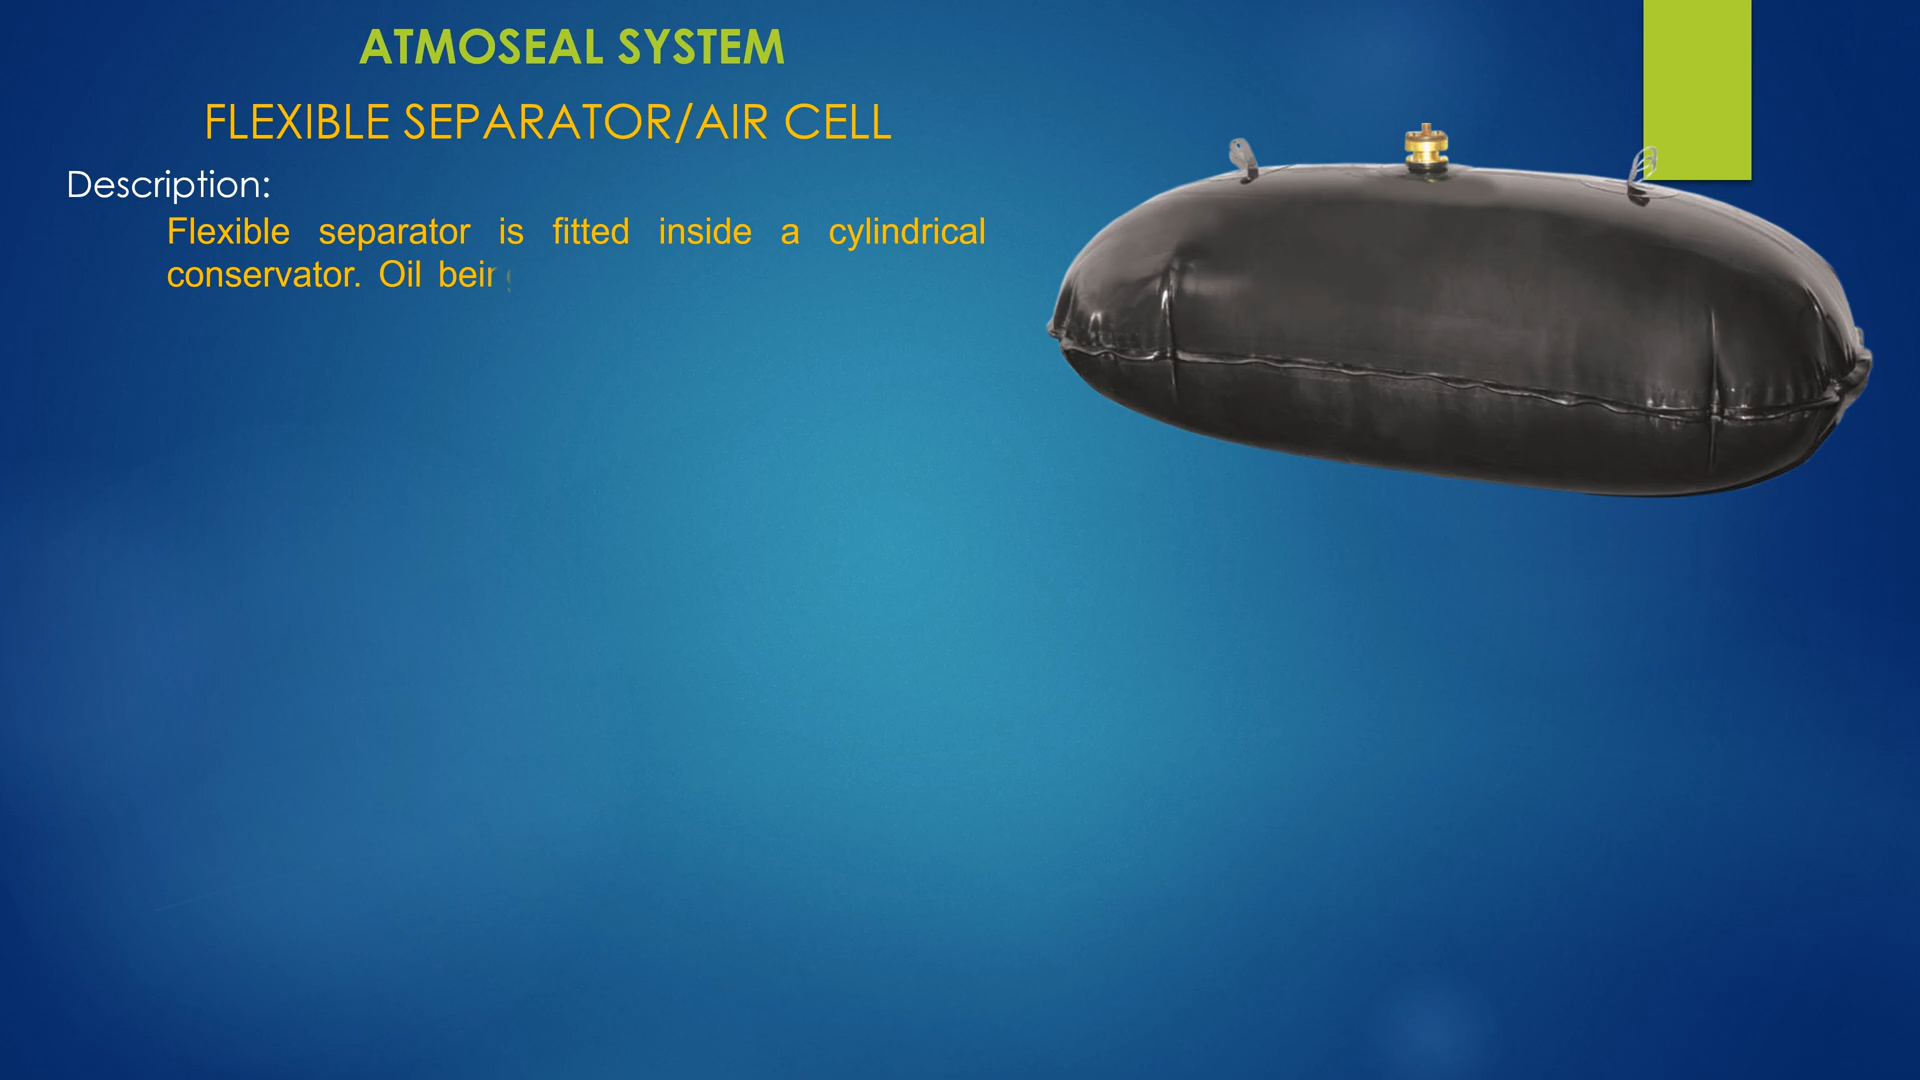 ATMOSEAL SYSTEM
FLEXIBLE SEPARATOR/AIR CELL
Description:
Flexible separator is fitted inside a cylindrical
conservator. Oil